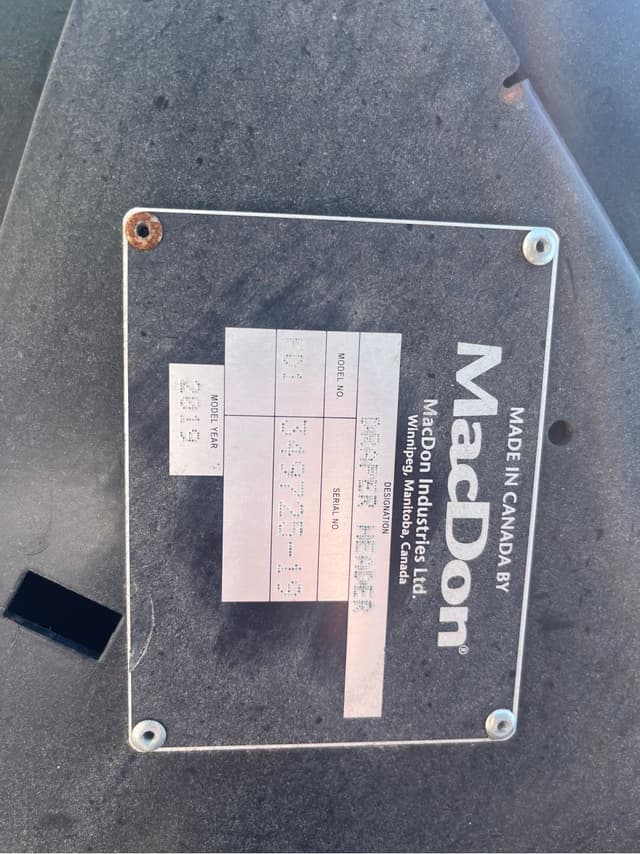 MADE IN CANADA BY
MacDon®
MacDon Industries Ltd.
Winnipeg, Manitoba, Canada
DESIGNATION
DRAPER HEADER
MODEL NO. SERIAL NO.
FD1 349725-19
MODEL YEAR
2019